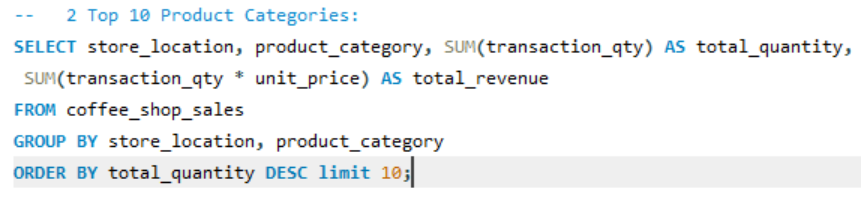 --   2 Top 10 Product Categories:
SELECT store_location, product_category, SUM(transaction_qty) AS total_quantity,
 SUM(transaction_qty * unit_price) AS total_revenue
FROM coffee_shop_sales
GROUP BY store_location, product_category
ORDER BY total_quantity DESC limit 10;